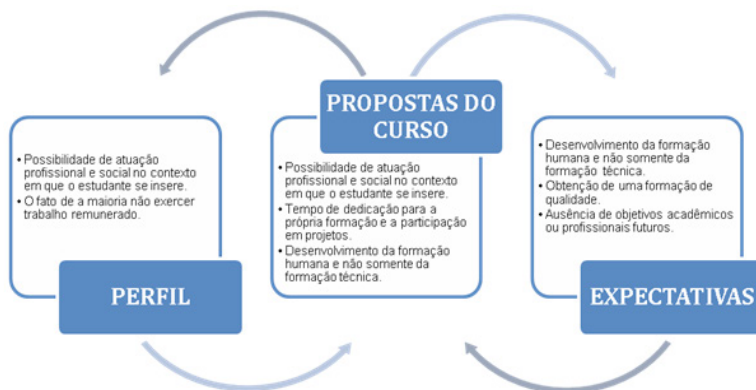 • Possibilidade de atuação
profissional e social no contexto
em que o estudante se insere.
• O fato de a maioria não exercer
trabalho remunerado.
PERFIL
PROPOSTAS DO
CURSO
• Possibilidade de atuação
profissional e social no contexto
em que o estudante se insere.
• Tempo de dedicação para a
própria formação e a participação
em projetos.
• Desenvolvimento da formação
humana e não somente da
formação técnica.
• Desenvolvimento da formação
humana e não somente da
formação técnica.
• Obtenção de uma formação de
qualidade.
• Ausência de objetivos acadêmicos
ou profissionais futuros.
EXPECTATIVAS